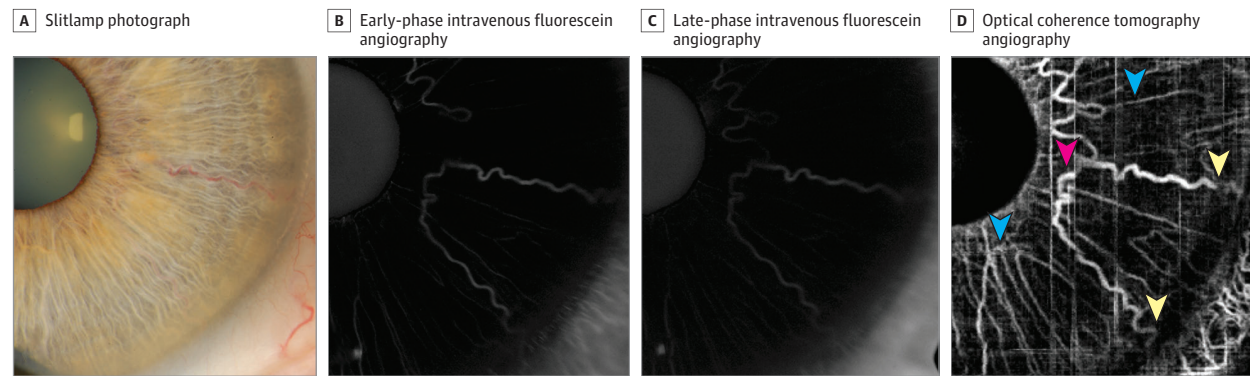 A Slitlamp photograph
B Early-phase intravenous fluorescein
angiography
C Late-phase intravenous fluorescein
angiography
D Optical coherence tomography
angiography